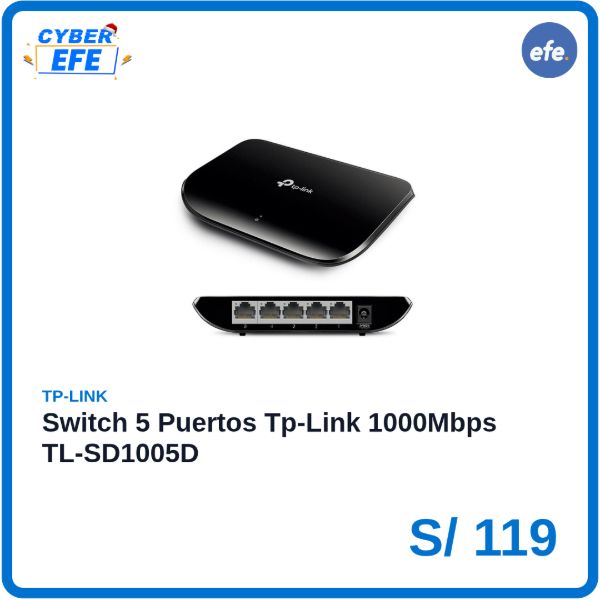 CYBER
EFE
efe.
tp-link
TP-LINK
Switch 5 Puertos Tp-Link 1000Mbps
TL-SD1005D
S/ 119